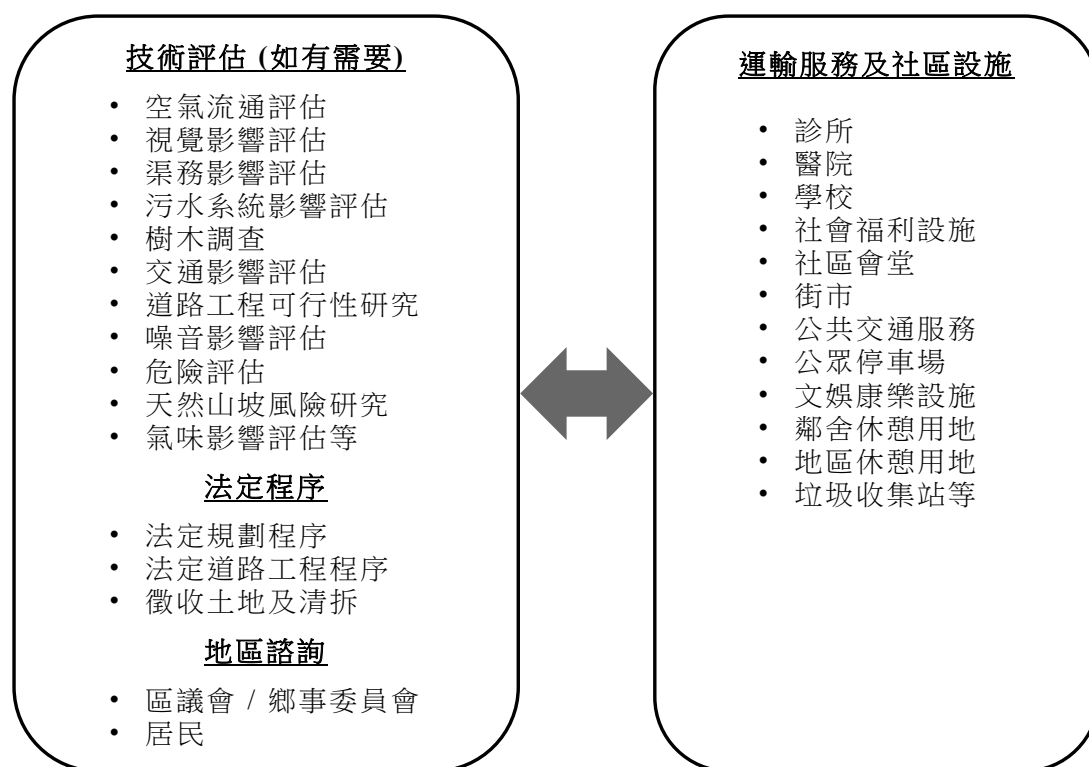 技術評估 (如有需要)
• 空氣流通評估
• 視覺影響評估
• 渠務影響評估
• 污水系統影響評估
• 樹木調查
• 交通影響評估
• 道路工程可行性研究
• 噪音影響評估
• 危險評估
• 天然山坡風險研究
• 氣味影響評估等
法定程序
• 法定規劃程序
• 法定道路工程程序
• 徵收土地及清拆
地區諮詢
• 區議會 / 鄉事委員會
• 居民
運輸服務及社區設施
• 診所
• 醫院
• 學校
• 社會福利設施
• 社區會堂
• 街市
• 公共交通服務
• 公眾停車場
• 文娛康樂設施
• 鄰舍休憩用地
• 地區休憩用地
• 垃圾收集站等